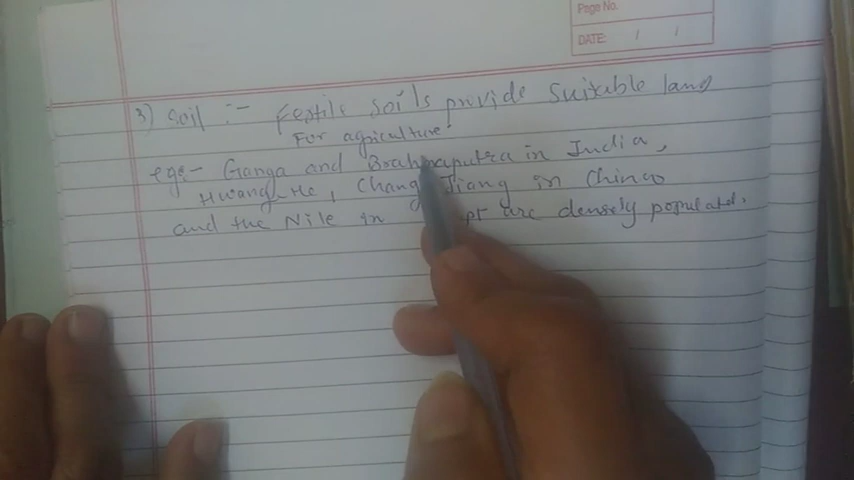 Page No.
DATE: / /
3) Soil :- Fertile soils provide Suitable land
For agriculture.
eg:- Ganga and Brahmaputra in India,
Hwang-He, Chang Jiang in China
and the Nile in pt are densely populated.